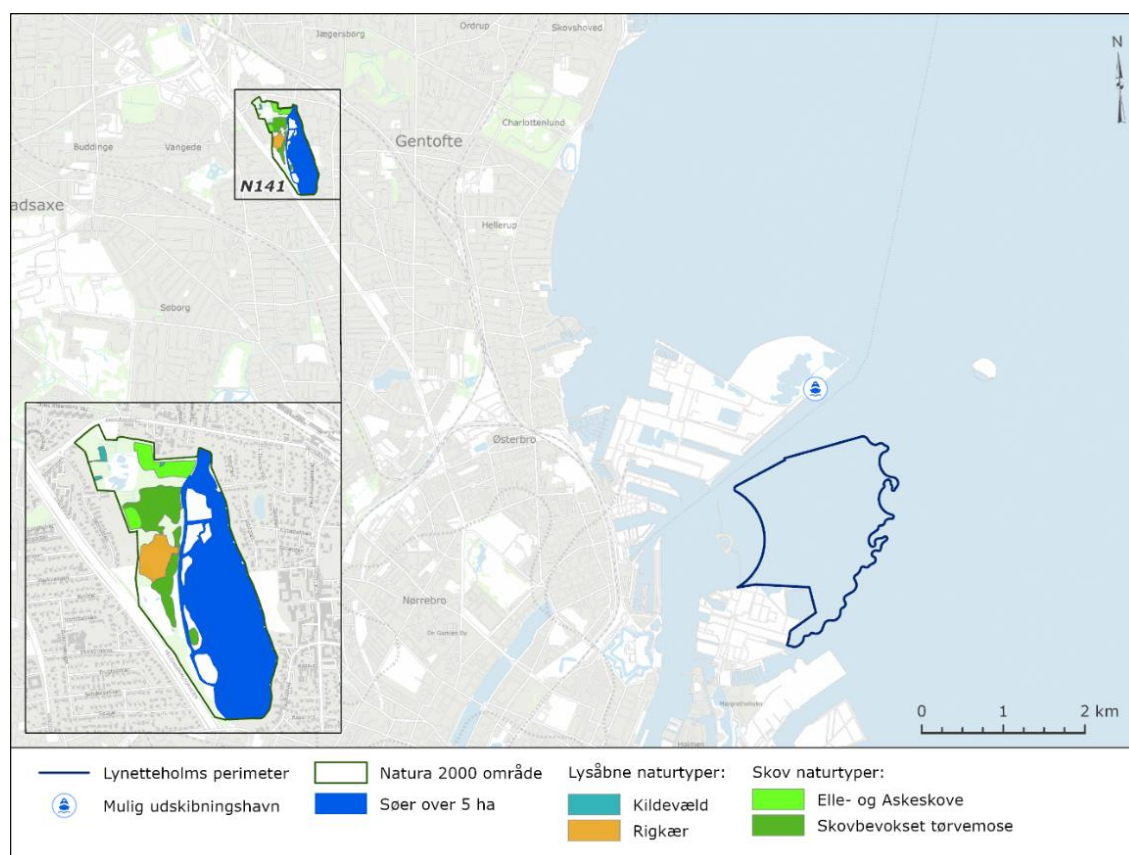 Ordrup
Skovshoved
Jægersborg
N
Charlottenlund
Gentofte
Buddinge
Vangede
N141
adsaxe
Hellerup
Søborg
Østerbro
Nørrebro
Margretheholm
Holmen
0 1 2 km
Lynetteholms perimeter
Mulig udskibningshavn
Natura 2000 område
Søer over 5 ha
Lysåbne naturtyper:
Kildevæld
Rigkær
Skov naturtyper:
Elle- og Askeskove
Skovbevokset tørvemose